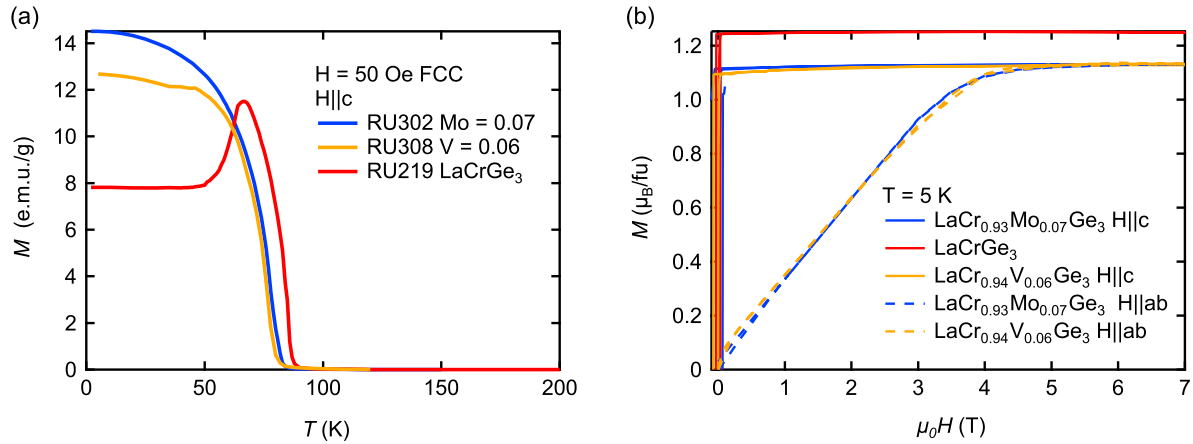 (a)
14
12
10
8
6
4
2
0
M (e.m.u./g)
H = 50 Oe FCC
H||c
RU302 Mo = 0.07
RU308 V = 0.06
RU219 LaCrGe₃
0
50
100
150
200
T (K)
(b)
1.2
1.0
0.8
0.6
0.4
0.2
0.0
M (μ_B/fu)
T = 5 K
LaCr₀.₉₃Mo₀.₀₇Ge₃ H||c
LaCrGe₃
LaCr₀.₉₄V₀.₀₆Ge₃ H||c
LaCr₀.₉₃Mo₀.₀₇Ge₃ H||ab
LaCr₀.₉₄V₀.₀₆Ge₃ H||ab
0
1
2
3
4
5
6
7
μ₀H (T)